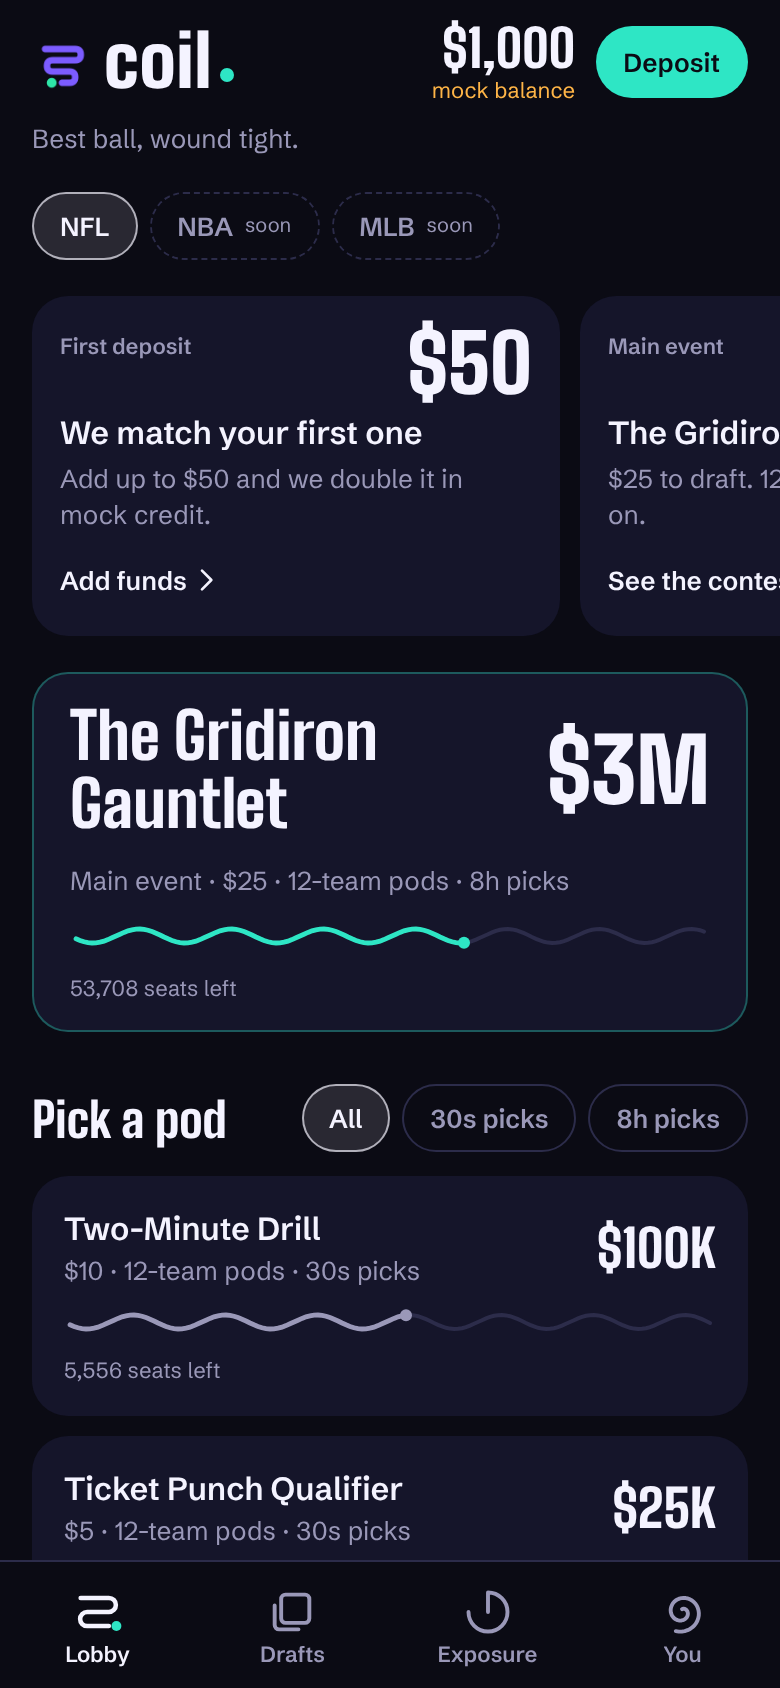 coil.
$1,000
mock balance
Deposit
Best ball, wound tight.
NFL
NBA soon
MLB soon
First deposit
$50
We match your first one
Add up to $50 and we double it in
mock credit.
Add funds
Main event
The Gridiro
$25 to draft. 12
on.
See the conte
The Gridiron
Gauntlet
$3M
Main event · $25 · 12-team pods · 8h picks
53,708 seats left
Pick a pod
All
30s picks
8h picks
Two-Minute Drill
$100K
$10 · 12-team pods · 30s picks
5,556 seats left
Ticket Punch Qualifier
$25K
$5 · 12-team pods · 30s picks
Lobby
Drafts
Exposure
You